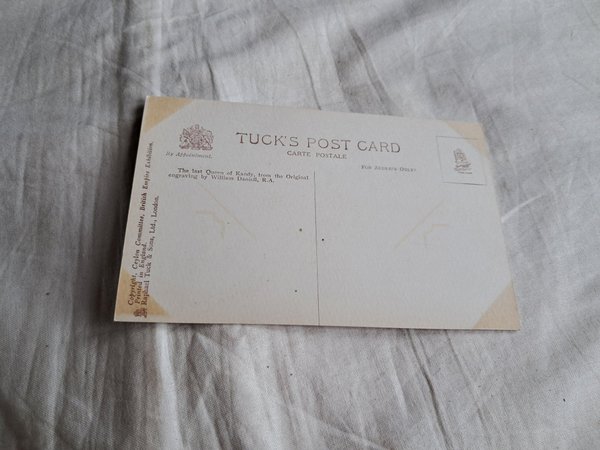 TUCK'S POST CARD
CARTE POSTALE
By Appointment.
FOR ADDRESS ONLY
The last Queen of Kandy, from the Original
engraving by William Daniell, R.A.
Copyright, Ceylon Committee, British Empire Exhibition.
Printed in England.
Raphael Tuck & Sons, Ltd., London.